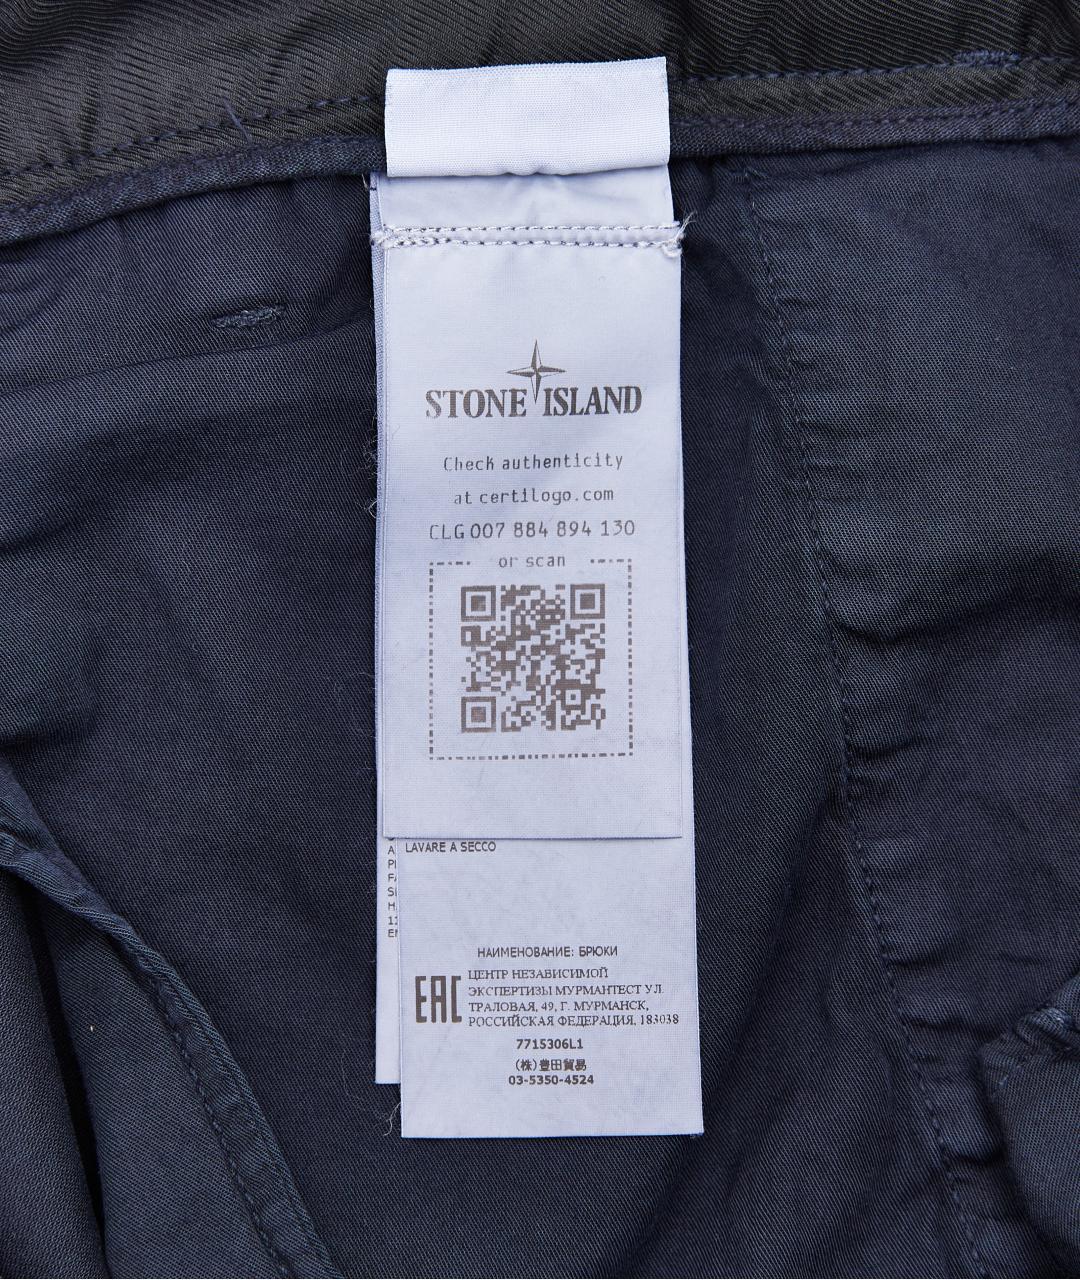 STONE ISLAND
Check authenticity
at certilogo.com
CLG 007 884 894 130
or scan
LAVARE A SECCO
НАИМЕНОВАНИЕ: БРЮКИ
EAC
ЦЕНТР НЕЗАВИСИМОЙ
ЭКСПЕРТИЗЫ МУРМАНТЕСТ УЛ.
ТРАЛОВАЯ, 49, Г. МУРМАНСК,
РОССИЙСКАЯ ФЕДЕРАЦИЯ, 183038
7715306L1
(株)豊田貿易
03-5350-4524